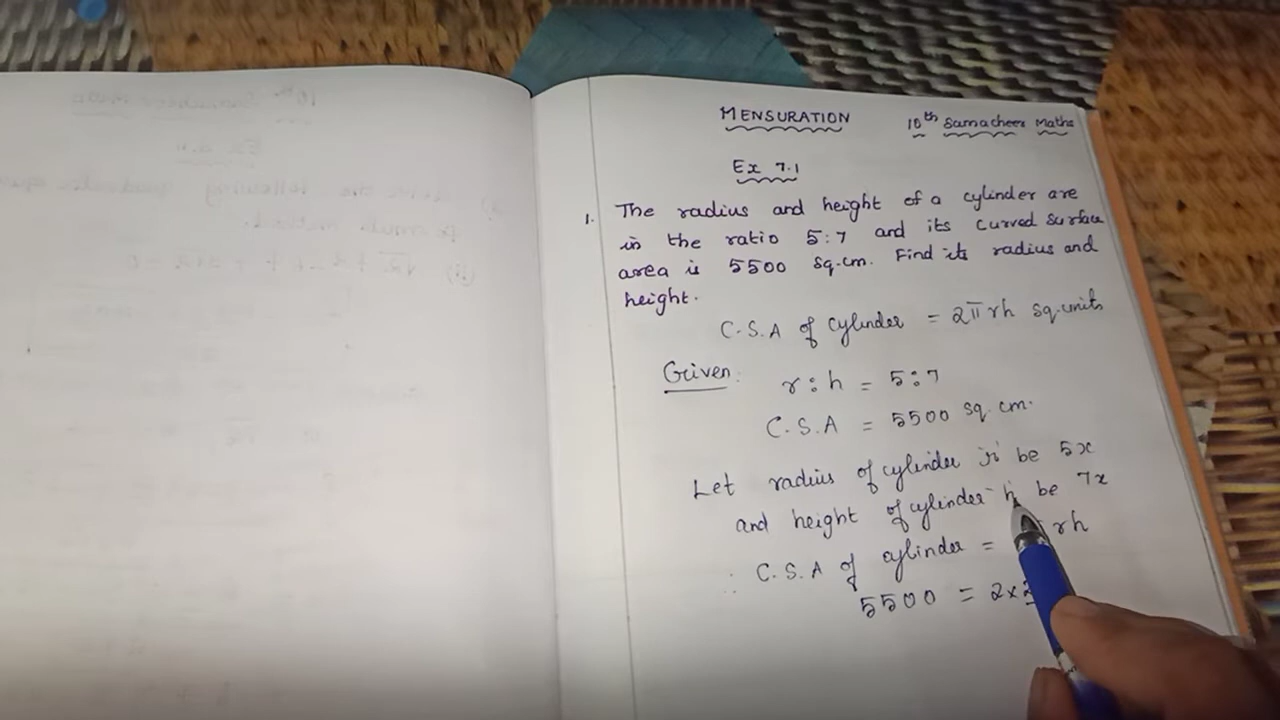 MENSURATION 10th Samacheer Maths
Ex 7.1
1. The radius and height of a cylinder are
in the ratio 5:7 and its curved surface
area is 5500 sq.cm. Find its radius and
height.
C.S.A of cylinder = 2πrh sq.units
Given: r:h = 5:7
C.S.A = 5500 sq.cm.
Let radius of cylinder 'r' be 5x
and height of cylinder 'h' be 7x
∴ C.S.A of cylinder = rh
5500 = 2×